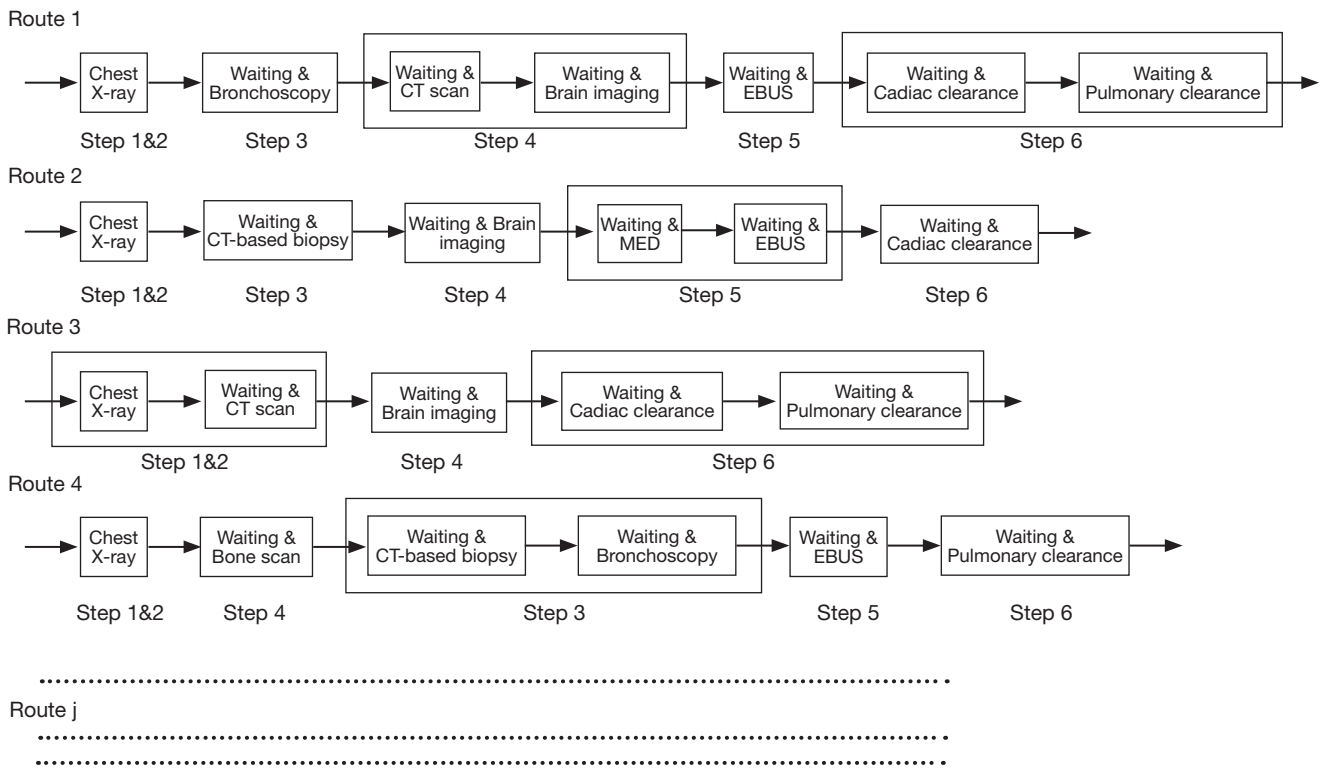 Route 1
Chest
X-ray
Waiting &
Bronchoscopy
Waiting &
CT scan
Waiting &
Brain imaging
Waiting &
EBUS
Waiting &
Cadiac clearance
Waiting &
Pulmonary clearance
Step 1&2
Step 3
Step 4
Step 5
Step 6
Route 2
Chest
X-ray
Waiting &
CT-based biopsy
Waiting & Brain
imaging
Waiting &
MED
Waiting &
EBUS
Waiting &
Cadiac clearance
Step 1&2
Step 3
Step 4
Step 5
Step 6
Route 3
Chest
X-ray
Waiting &
CT scan
Waiting &
Brain imaging
Waiting &
Cadiac clearance
Waiting &
Pulmonary clearance
Step 1&2
Step 4
Step 6
Route 4
Chest
X-ray
Waiting &
Bone scan
Waiting &
CT-based biopsy
Waiting &
Bronchoscopy
Waiting &
EBUS
Waiting &
Pulmonary clearance
Step 1&2
Step 4
Step 3
Step 5
Step 6
Route j